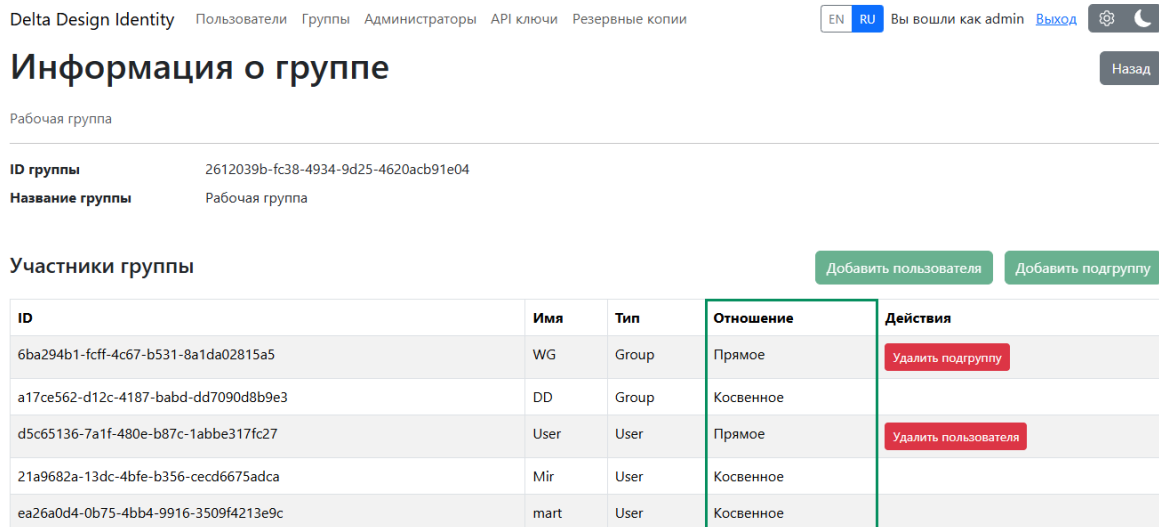 Delta Design Identity Пользователи Группы Администраторы API ключи Резервные копии EN RU Вы вошли как admin Выход
Информация о группе Назад
Рабочая группа
ID группы 2612039b-fc38-4934-9d25-4620acb91e04
Название группы Рабочая группа
Участники группы Добавить пользователя Добавить подгруппу
ID Имя Тип Отношение Действия
6ba294b1-fcff-4c67-b531-8a1da02815a5 WG Group Прямое Удалить подгруппу
a17ce562-d12c-4187-babd-dd7090d8b9e3 DD Group Косвенное
d5c65136-7a1f-480e-b87c-1abbe317fc27 User User Прямое Удалить пользователя
21a9682a-13dc-4bfe-b356-cecd6675adca Mir User Косвенное
ea26a0d4-0b75-4bb4-9916-3509f4213e9c mart User Косвенное